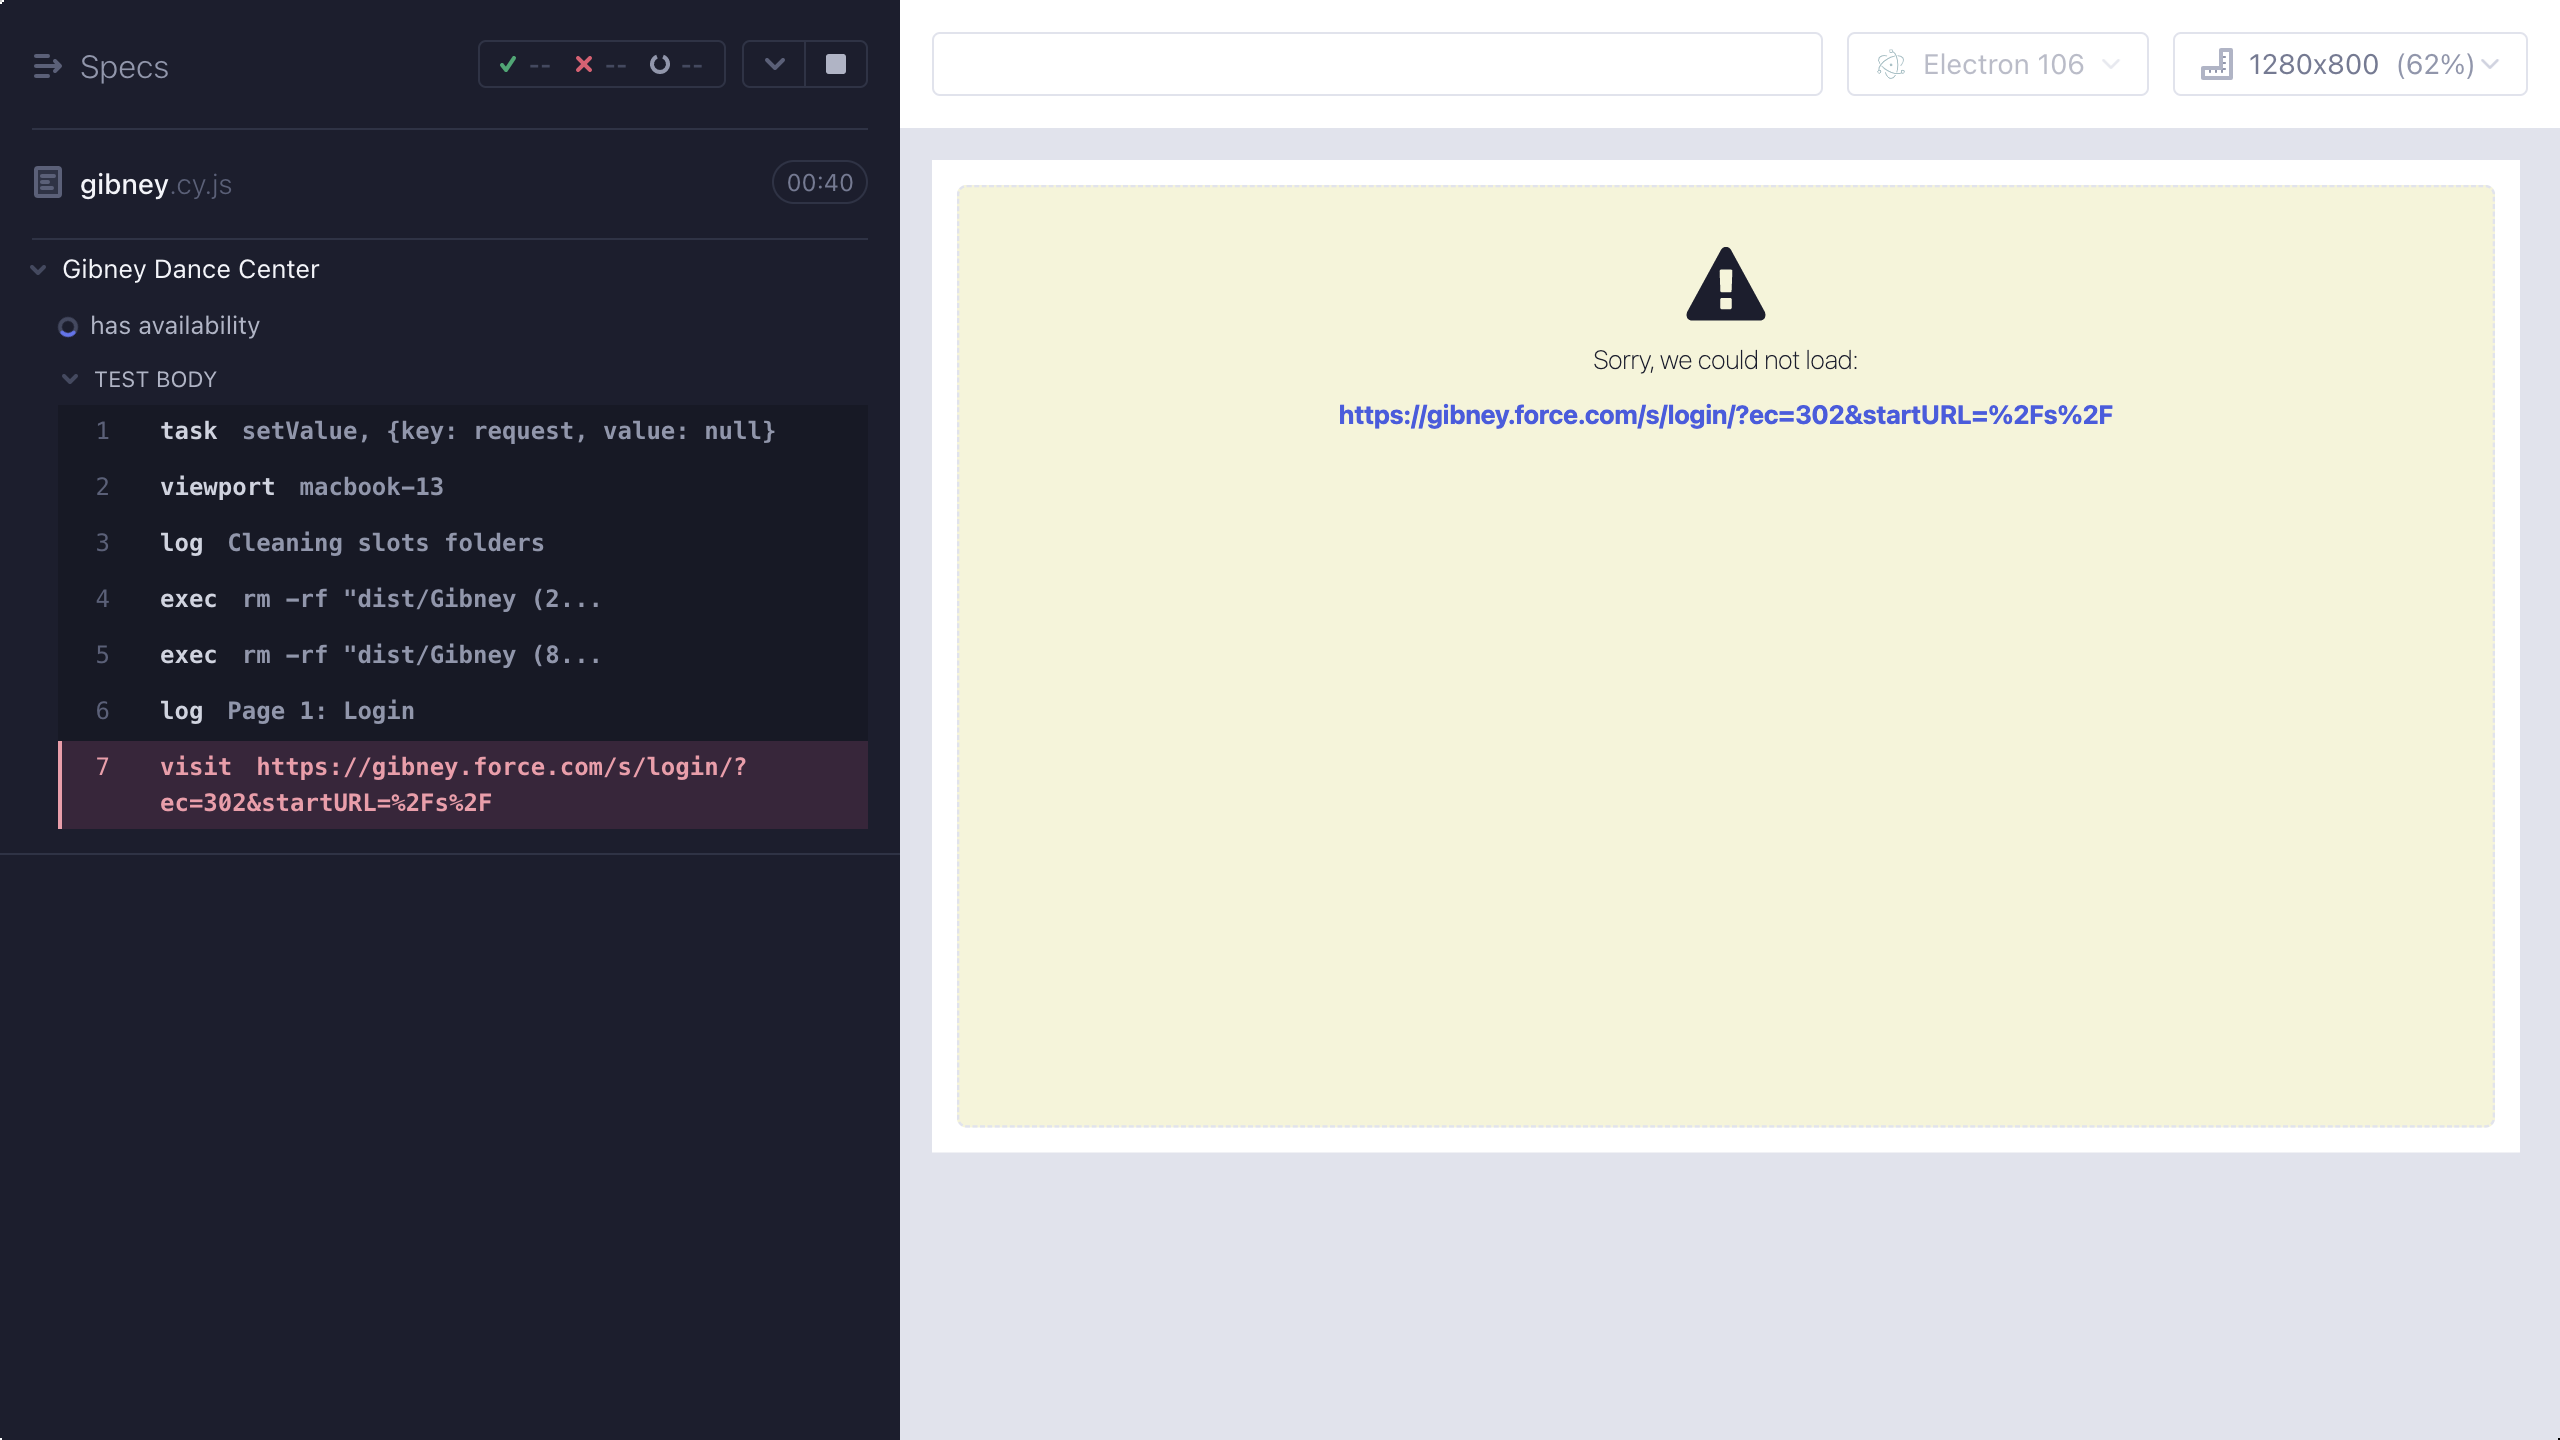 Specs
--
--
--
gibney.cy.js
00:40
Gibney Dance Center
has availability
TEST BODY
1 task setValue, {key: request, value: null}
2 viewport macbook-13
3 log Cleaning slots folders
4 exec rm -rf "dist/Gibney (2...
5 exec rm -rf "dist/Gibney (8...
6 log Page 1: Login
7 visit https://gibney.force.com/s/login/?
ec=302&startURL=%2Fs%2F
Electron 106
1280x800 (62%)
Sorry, we could not load:
https://gibney.force.com/s/login/?ec=302&startURL=%2Fs%2F